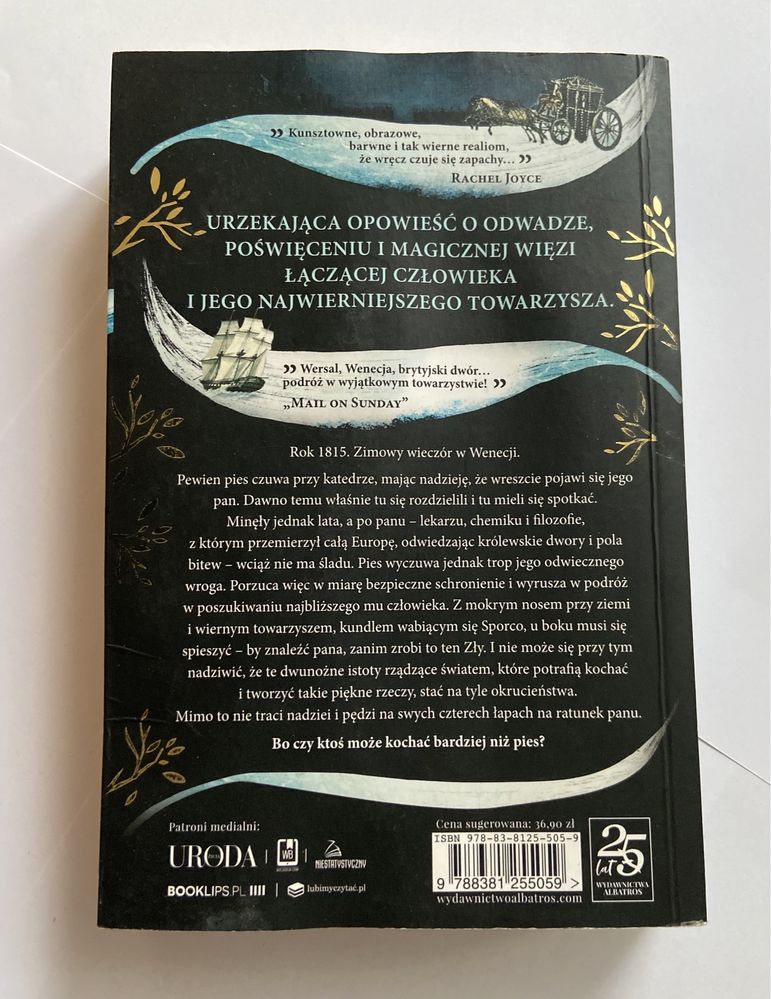 „ Kunsztowne, obrazowe,
barwne i tak wierne realiom,
że wręcz czuje się zapachy… ”
Rachel Joyce
URZEKAJĄCA OPOWIEŚĆ O ODWADZE,
POŚWIĘCENIU I MAGICZNEJ WIĘZI
ŁĄCZĄCEJ CZŁOWIEKA
I JEGO NAJWIERNIEJSZEGO TOWARZYSZA.
„ Wersal, Wenecja, brytyjski dwór…
podróż w wyjątkowym towarzystwie! ”
„Mail on Sunday”
Rok 1815. Zimowy wieczór w Wenecji.
Pewien pies czuwa przy katedrze, mając nadzieję, że wreszcie pojawi się jego
pan. Dawno temu właśnie tu się rozdzielili i tu mieli się spotkać.
Minęły jednak lata, a po panu – lekarzu, chemiku i filozofie,
z którym przemierzył całą Europę, odwiedzając królewskie dwory i pola
bitew – wciąż nie ma śladu. Pies wyczuwa jednak trop jego odwiecznego
wroga. Porzuca więc w miarę bezpieczne schronienie i wyrusza w podróż
w poszukiwaniu najbliższego mu człowieka. Z mokrym nosem przy ziemi
i wiernym towarzyszem, kundlem wabiącym się Sporco, u boku musi się
spieszyć – by znaleźć pana, zanim zrobi to ten Zły. I nie może się przy tym
nadziwić, że te dwunożne istoty rządzące światem, które potrafią kochać
i tworzyć takie piękne rzeczy, stać na tyle okrucieństwa.
Mimo to nie traci nadziei i pędzi na swych czterech łapach na ratunek panu.
Bo czy ktoś może kochać bardziej niż pies?
Patroni medialni:
URODA
WB
NIESTATYSTYCZNY
BOOKLIPS.PL
lubimyczytać.pl
Cena sugerowana: 36,90 zł
ISBN 978-83-8125-505-9
9 788381 255059 >
wydawnictwoalbatros.com
25
lat
WYDAWNICTWA
ALBATROS